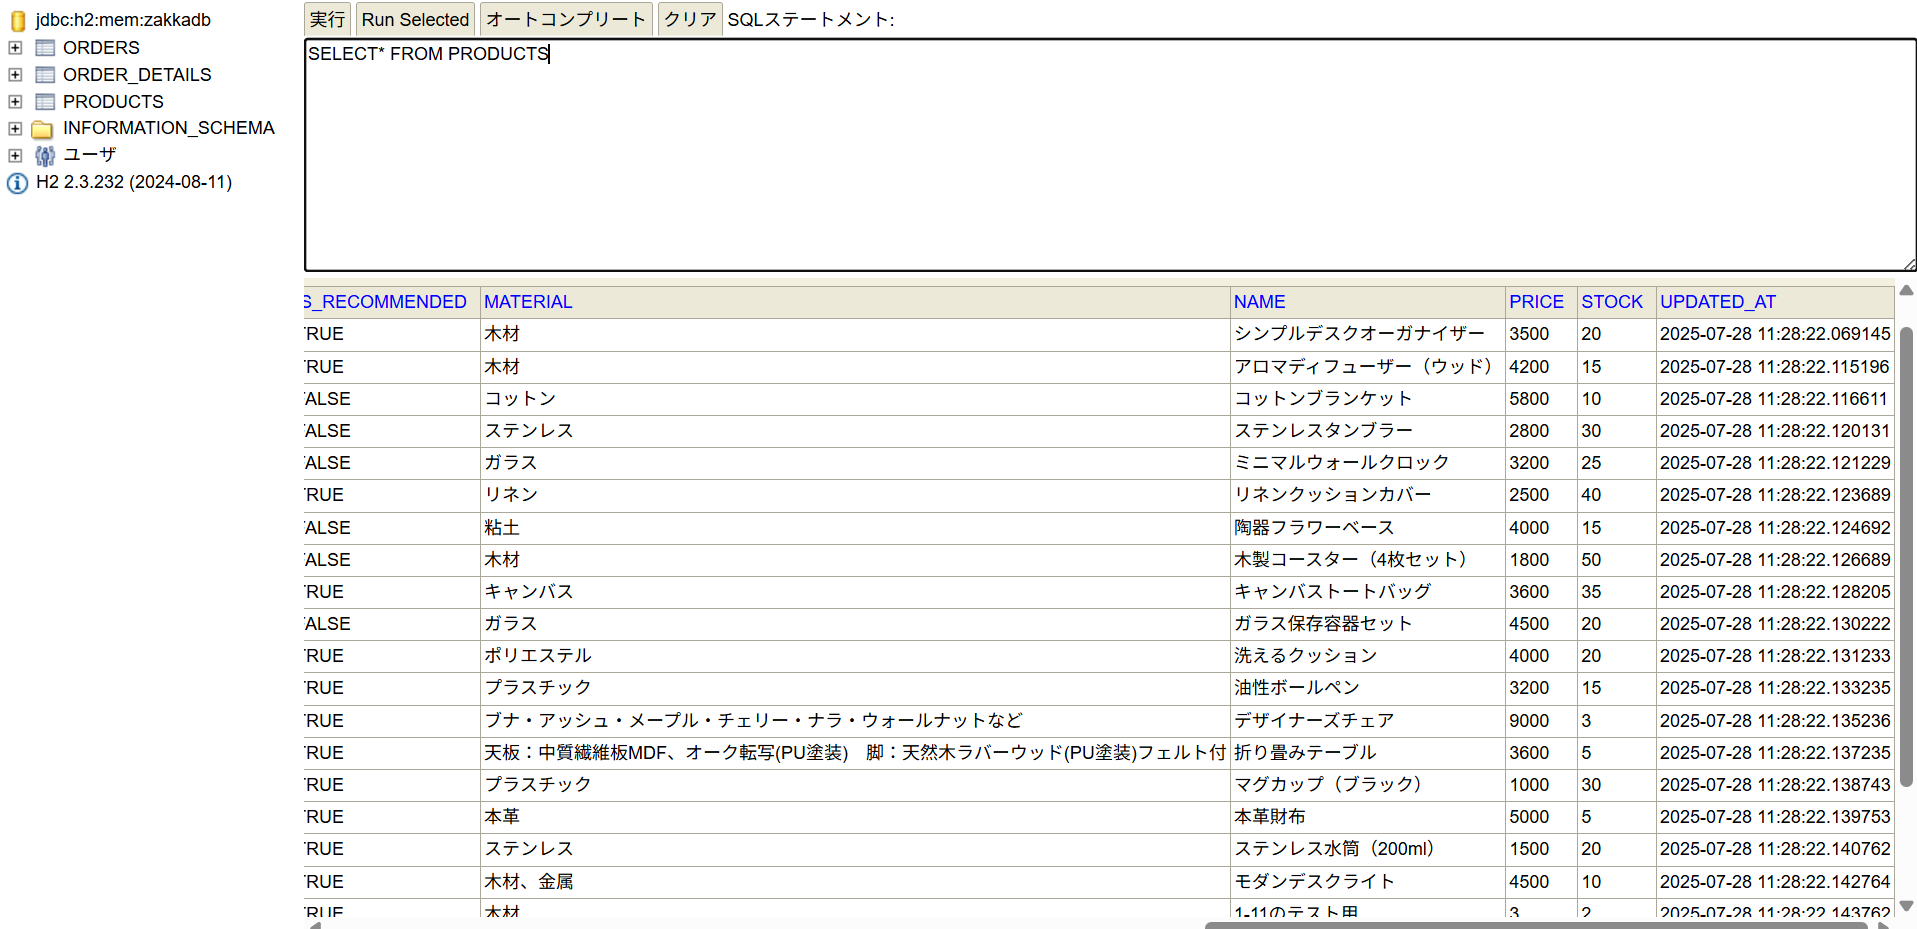 jdbc:h2:mem:zakkadb
ORDERS
ORDER_DETAILS
PRODUCTS
INFORMATION_SCHEMA
ユーザ
H2 2.3.232 (2024-08-11)
実行 Run Selected オートコンプリート クリア SQLステートメント:
SELECT* FROM PRODUCTS
S_RECOMMENDED MATERIAL NAME PRICE STOCK UPDATED_AT
TRUE 木材 シンプルデスクオーガナイザー 3500 20 2025-07-28 11:28:22.069145
TRUE 木材 アロマディフューザー（ウッド） 4200 15 2025-07-28 11:28:22.115196
FALSE コットン コットンブランケット 5800 10 2025-07-28 11:28:22.116611
FALSE ステンレス ステンレスタンブラー 2800 30 2025-07-28 11:28:22.120131
FALSE ガラス ミニマルウォールクロック 3200 25 2025-07-28 11:28:22.121229
TRUE リネン リネンクッションカバー 2500 40 2025-07-28 11:28:22.123689
FALSE 粘土 陶器フラワーベース 4000 15 2025-07-28 11:28:22.124692
FALSE 木材 木製コースター（4枚セット） 1800 50 2025-07-28 11:28:22.126689
TRUE キャンバス キャンバストートバッグ 3600 35 2025-07-28 11:28:22.128205
FALSE ガラス ガラス保存容器セット 4500 20 2025-07-28 11:28:22.130222
TRUE ポリエステル 洗えるクッション 4000 20 2025-07-28 11:28:22.131233
TRUE プラスチック 油性ボールペン 3200 15 2025-07-28 11:28:22.133235
TRUE ブナ・アッシュ・メープル・チェリー・ナラ・ウォールナットなど デザイナーズチェア 9000 3 2025-07-28 11:28:22.135236
TRUE 天板：中質繊維板MDF、オーク転写(PU塗装)　脚：天然木ラバーウッド(PU塗装)フェルト付 折り畳みテーブル 3600 5 2025-07-28 11:28:22.137235
TRUE プラスチック マグカップ（ブラック） 1000 30 2025-07-28 11:28:22.138743
TRUE 本革 本革財布 5000 5 2025-07-28 11:28:22.139753
TRUE ステンレス ステンレス水筒（200ml） 1500 20 2025-07-28 11:28:22.140762
TRUE 木材、金属 モダンデスクライト 4500 10 2025-07-28 11:28:22.142764
TRUE 木材 1-11のテスト用 3 2 2025-07-28 11:28:22.143762